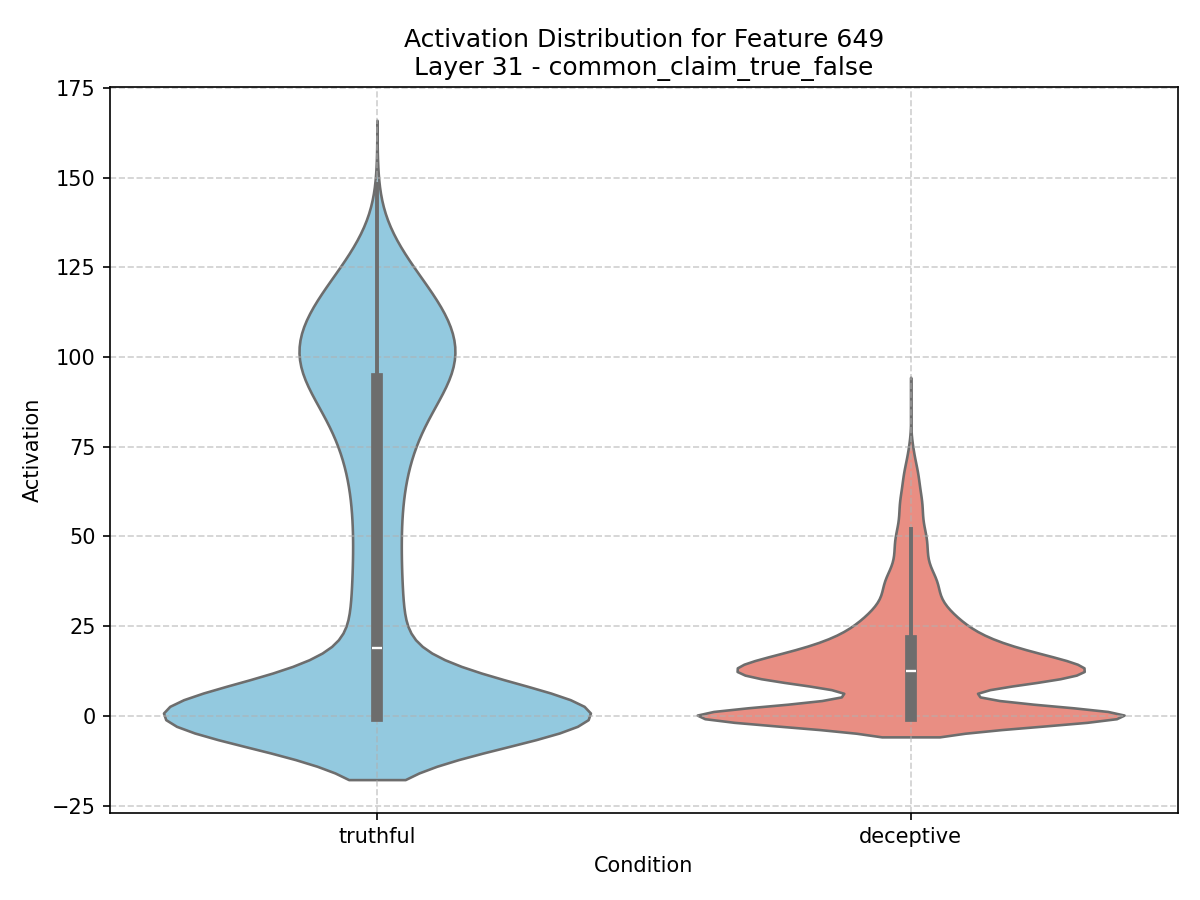 Activation Distribution for Feature 649
Layer 31 - common_claim_true_false
175
150
125
100
75
50
25
0
−25
Activation
truthful
deceptive
Condition